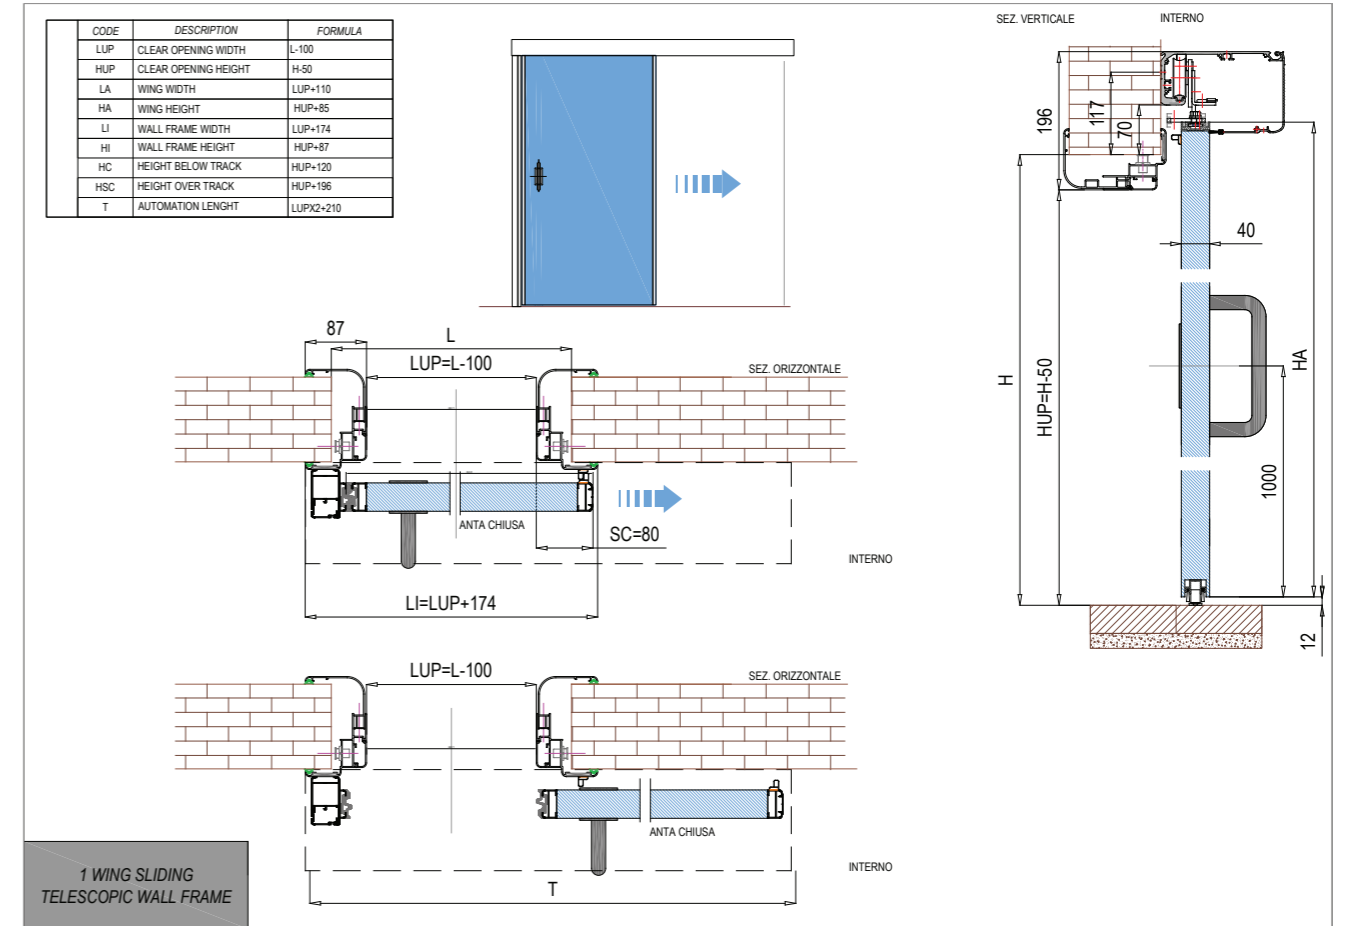 CODE DESCRIPTION FORMULA
LUP CLEAR OPENING WIDTH L-100
HUP CLEAR OPENING HEIGHT H-50
LA WING WIDTH LUP+110
HA WING HEIGHT HUP+85
LI WALL FRAME WIDTH LUP+174
HI WALL FRAME HEIGHT HUP+87
HC HEIGHT BELOW TRACK HUP+120
HSC HEIGHT OVER TRACK HUP+196
T AUTOMATION LENGHT LUPX2+210
SEZ. VERTICALE INTERNO
196
117
70
40
H
HUP=H-50
HA
1000
12
87
L
LUP=L-100
SEZ. ORIZZONTALE
ANTA CHIUSA
SC=80
INTERNO
LI=LUP+174
LUP=L-100
SEZ. ORIZZONTALE
ANTA CHIUSA
INTERNO
T
1 WING SLIDING
TELESCOPIC WALL FRAME